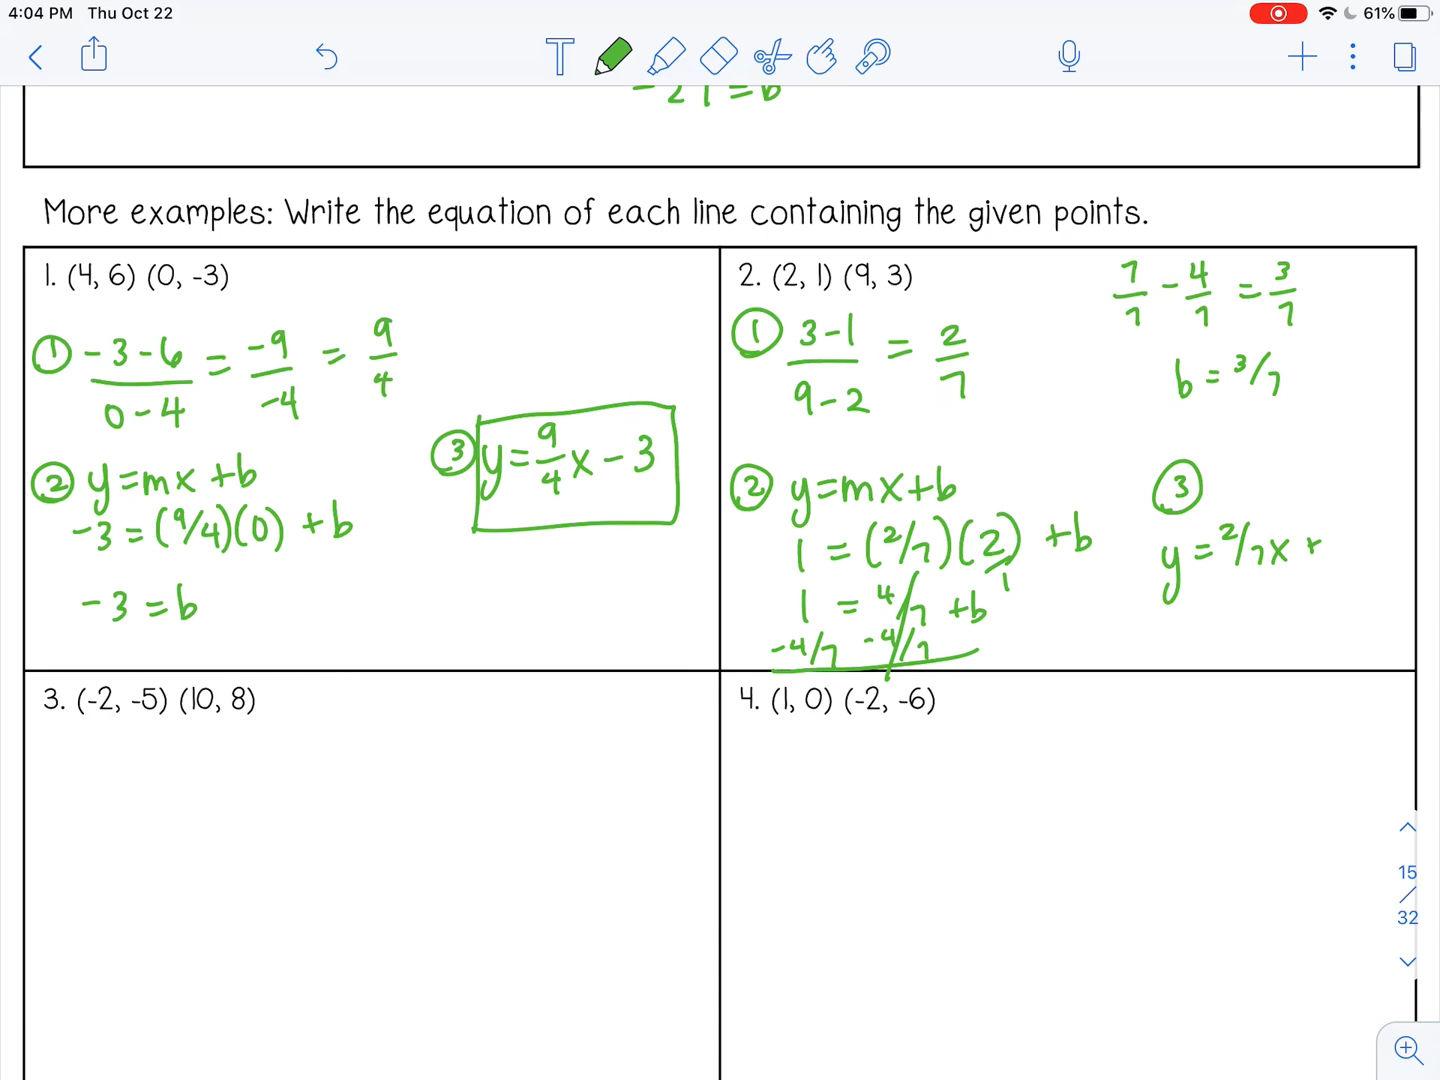 4:04 PM Thu Oct 22
61%
T
-21 = b
More examples: Write the equation of each line containing the given points.
1. (4, 6) (0, -3)
① -3-6/0-4 = -9/-4 = 9/4
② y=mx+b
-3 = (9/4)(0) + b
-3 = b
③ y = 9/4 x - 3
2. (2, 1) (9, 3)
① 3-1/9-2 = 2/7
② y=mx+b
1 = (2/7)(2/1) + b
1 = 4/7 + b
-4/7 -4/7
7/7 - 4/7 = 3/7
b = 3/7
③
y = 2/7x +
3. (-2, -5) (10, 8)
4. (1, 0) (-2, -6)
15
/
32